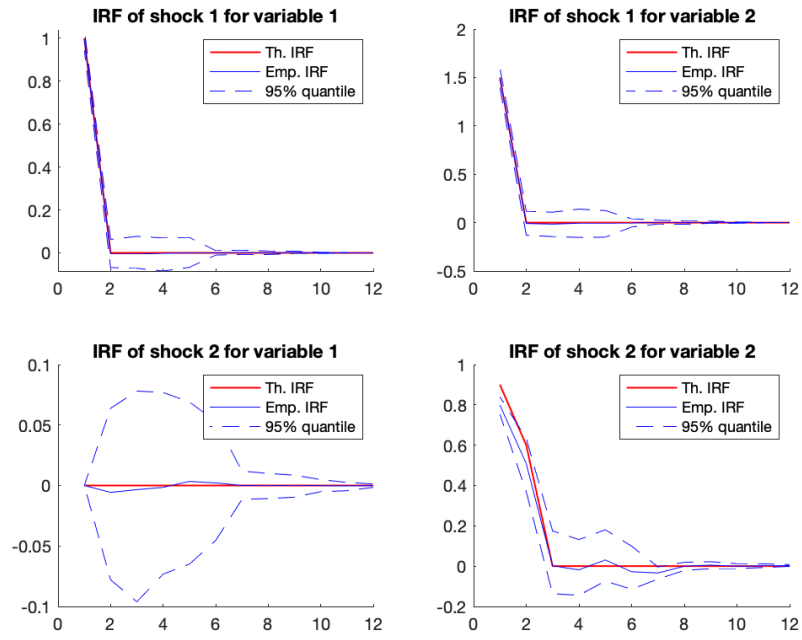 IRF of shock 1 for variable 1
1
0.8
0.6
0.4
0.2
0
0 2 4 6 8 10 12
Th. IRF
Emp. IRF
95% quantile
IRF of shock 1 for variable 2
2
1.5
1
0.5
0
-0.5
0 2 4 6 8 10 12
Th. IRF
Emp. IRF
95% quantile
IRF of shock 2 for variable 1
0.1
0.05
0
-0.05
-0.1
0 2 4 6 8 10 12
Th. IRF
Emp. IRF
95% quantile
IRF of shock 2 for variable 2
1
0.8
0.6
0.4
0.2
0
-0.2
0 2 4 6 8 10 12
Th. IRF
Emp. IRF
95% quantile